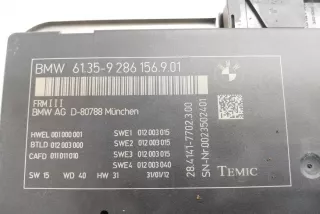 BMW 61.35-9 286 156.9 01
FRM III
BMW AG D-80788 München
HWEL 001 000 001
BTLD 012 003 000
CAFD 011 011 010
SWE1 012 003 015
SWE2 012 003 015
SWE3 012 003 015
SWE4 012 003 040
SW 15 WD 40 HW 31 31/01/12
28.4141-7702.3.00
SN-Nr.0023502401
TEMIC